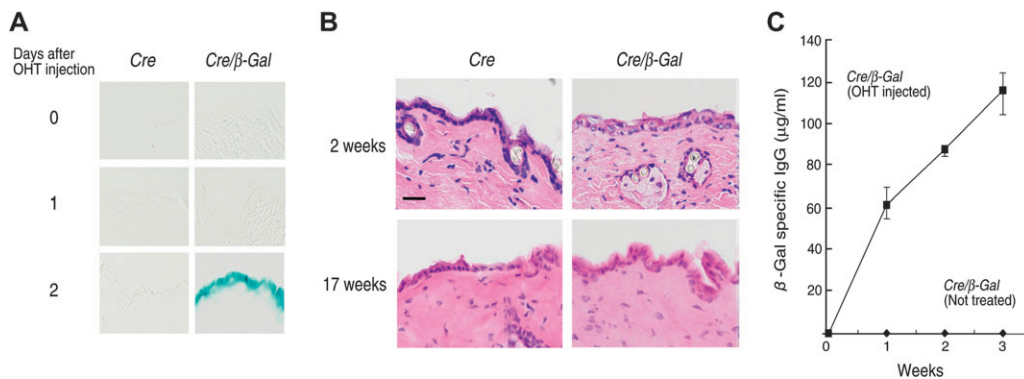 A
Days after
OHT injection
Cre
Cre/β-Gal
0
1
2
B
Cre
Cre/β-Gal
2 weeks
17 weeks
C
β-Gal specific IgG (μg/ml)
140
120
100
80
60
40
20
0
Cre/β-Gal
(OHT injected)
Cre/β-Gal
(Not treated)
0
1
2
3
Weeks